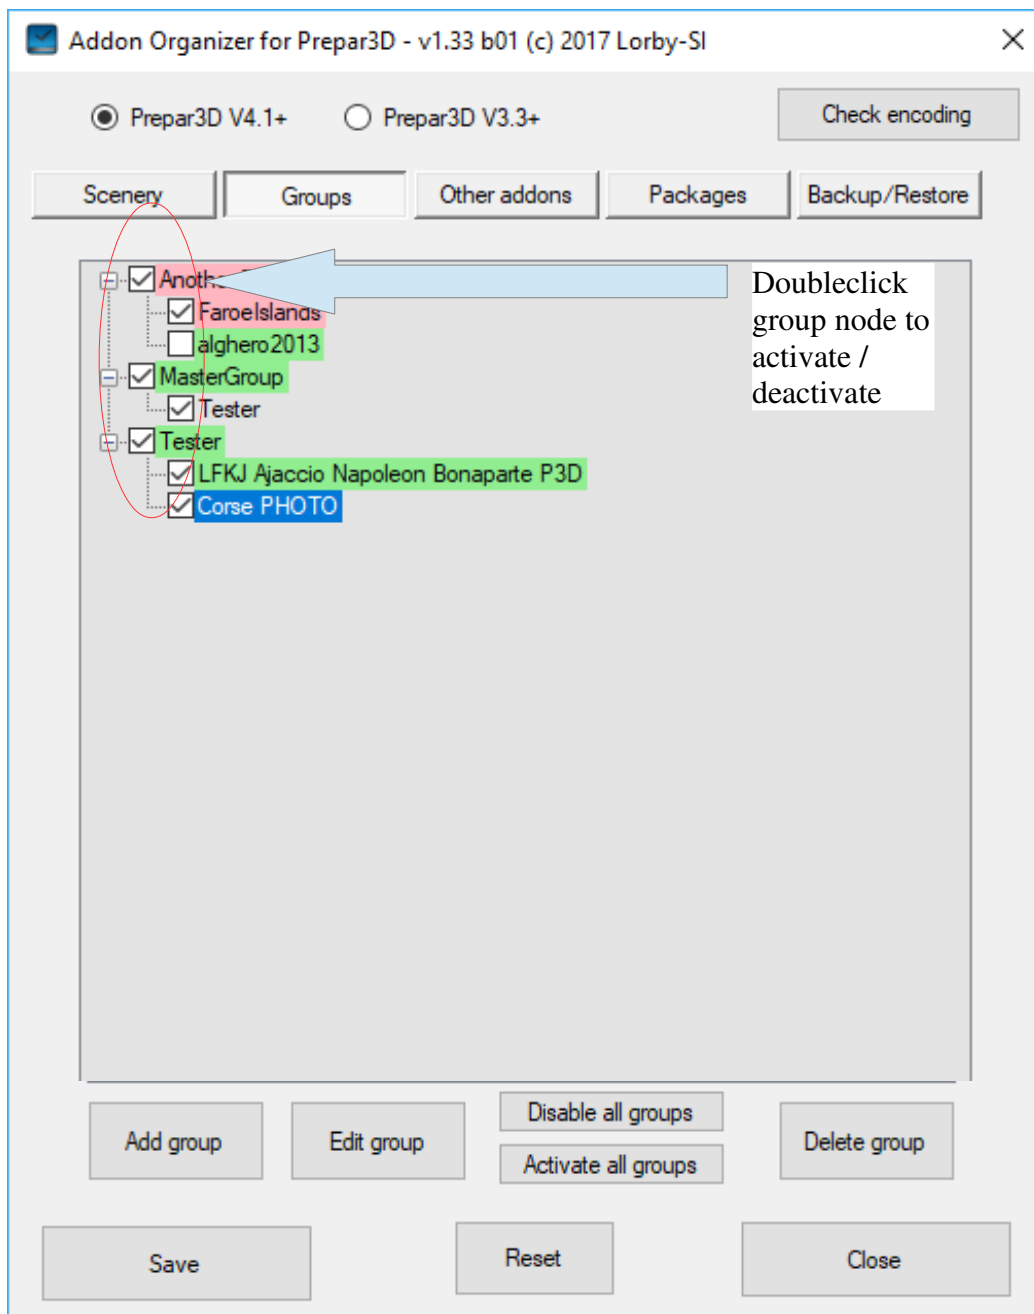 Addon Organizer for Prepar3D - v1.33 b01 (c) 2017 Lorby-SI
Prepar3D V4.1+ Prepar3D V3.3+ Check encoding
Scenery Groups Other addons Packages Backup/Restore
FaroeIslands
alghero2013
MasterGroup
Tester
Tester
LFKJ Ajaccio Napoleon Bonaparte P3D
Corse PHOTO
Doubleclick
group node to
activate /
deactivate
Add group Edit group Disable all groups Delete group
Activate all groups
Save Reset Close